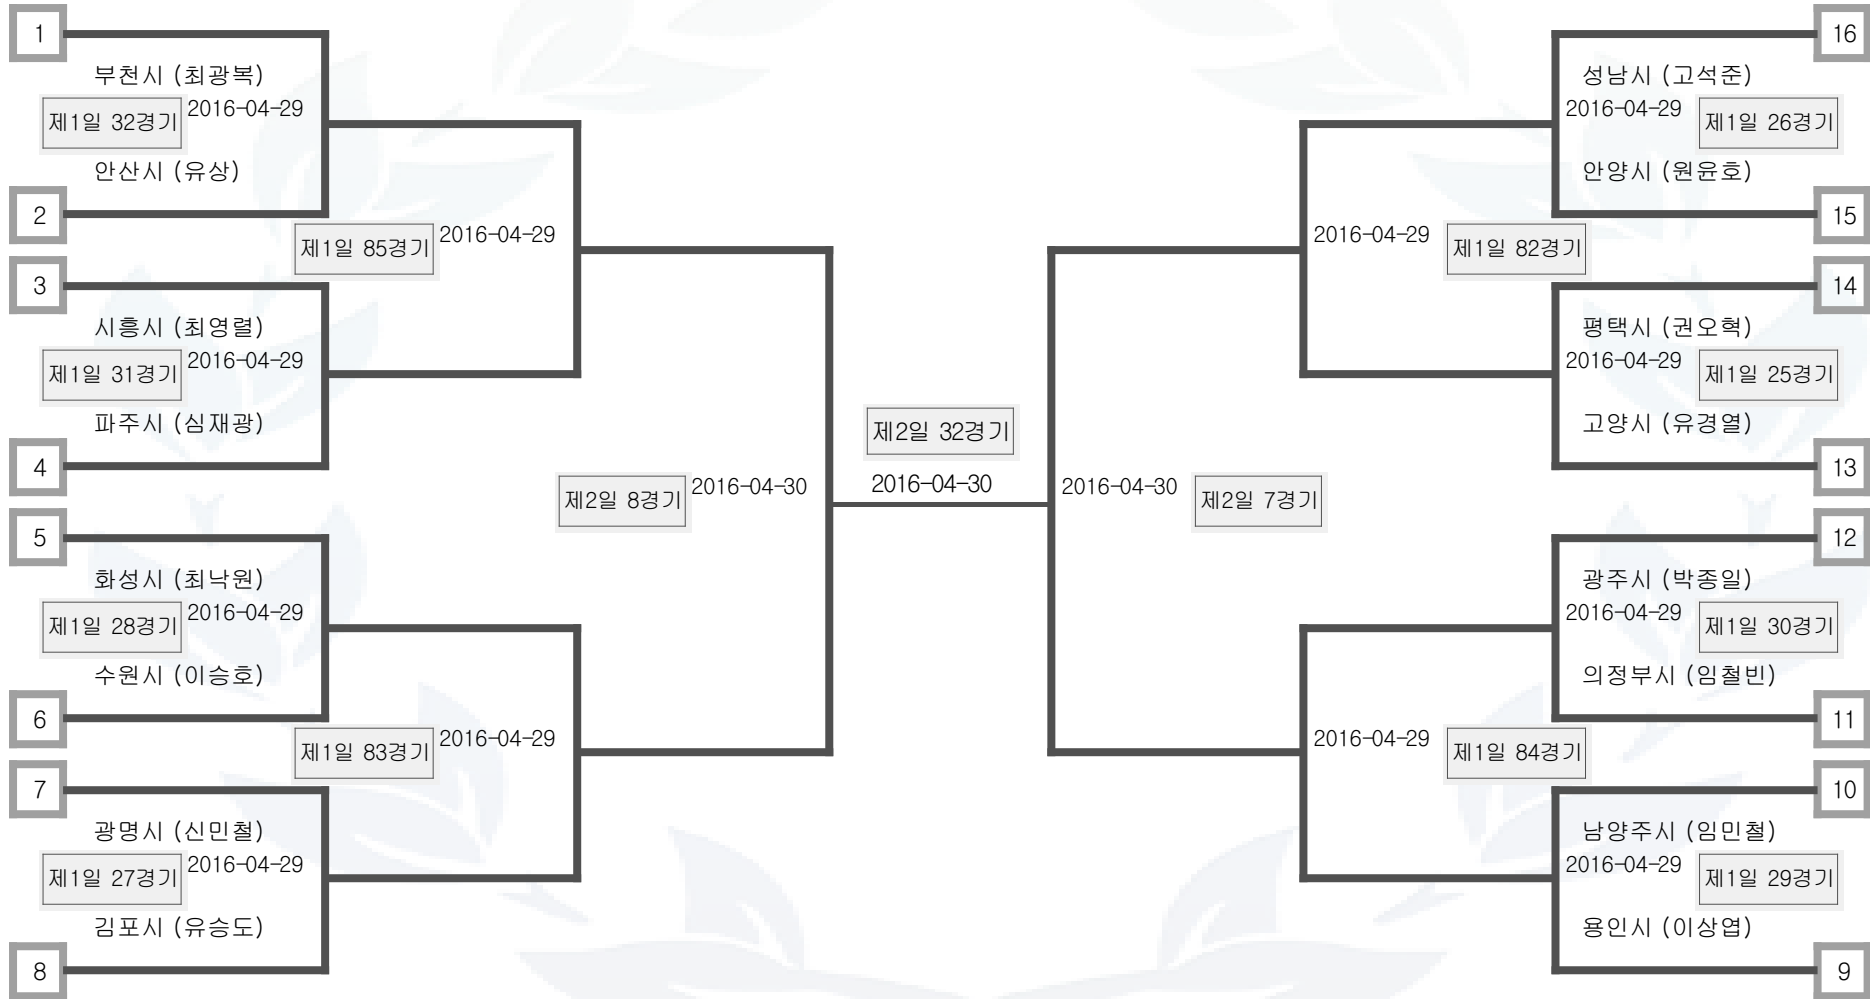 1
부천시 (최광복)
제1일 32경기 2016-04-29
안산시 (유상)
2
제1일 85경기 2016-04-29
3
시흥시 (최영렬)
제1일 31경기 2016-04-29
파주시 (심재광)
4
제2일 8경기 2016-04-30
5
화성시 (최낙원)
제1일 28경기 2016-04-29
수원시 (이승호)
6
제1일 83경기 2016-04-29
7
광명시 (신민철)
제1일 27경기 2016-04-29
김포시 (유승도)
8
제2일 32경기
2016-04-30
16
성남시 (고석준)
2016-04-29 제1일 26경기
안양시 (원윤호)
15
2016-04-29 제1일 82경기
14
평택시 (권오혁)
2016-04-29 제1일 25경기
고양시 (유경열)
13
2016-04-30 제2일 7경기
12
광주시 (박종일)
2016-04-29 제1일 30경기
의정부시 (임철빈)
11
2016-04-29 제1일 84경기
10
남양주시 (임민철)
2016-04-29 제1일 29경기
용인시 (이상엽)
9